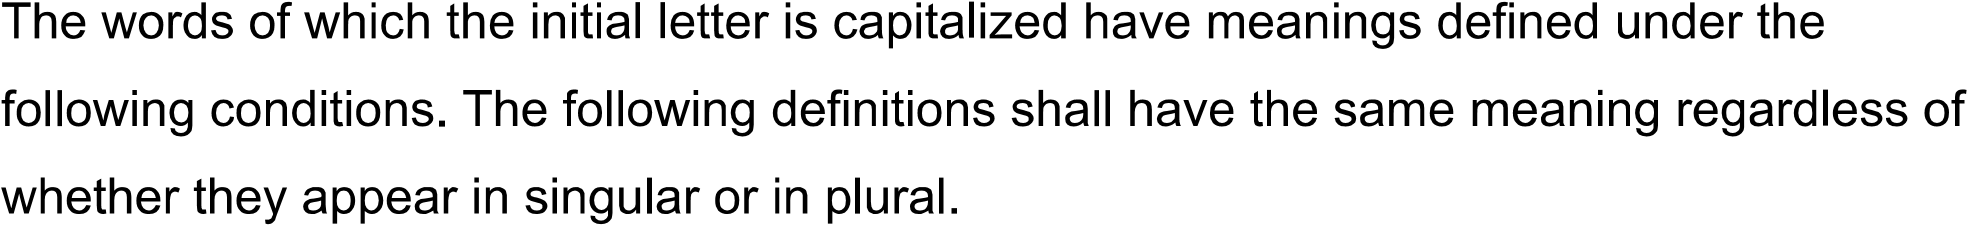 The words of which the initial letter is capitalized have meanings defined under the
following conditions. The following definitions shall have the same meaning regardless of
whether they appear in singular or in plural.